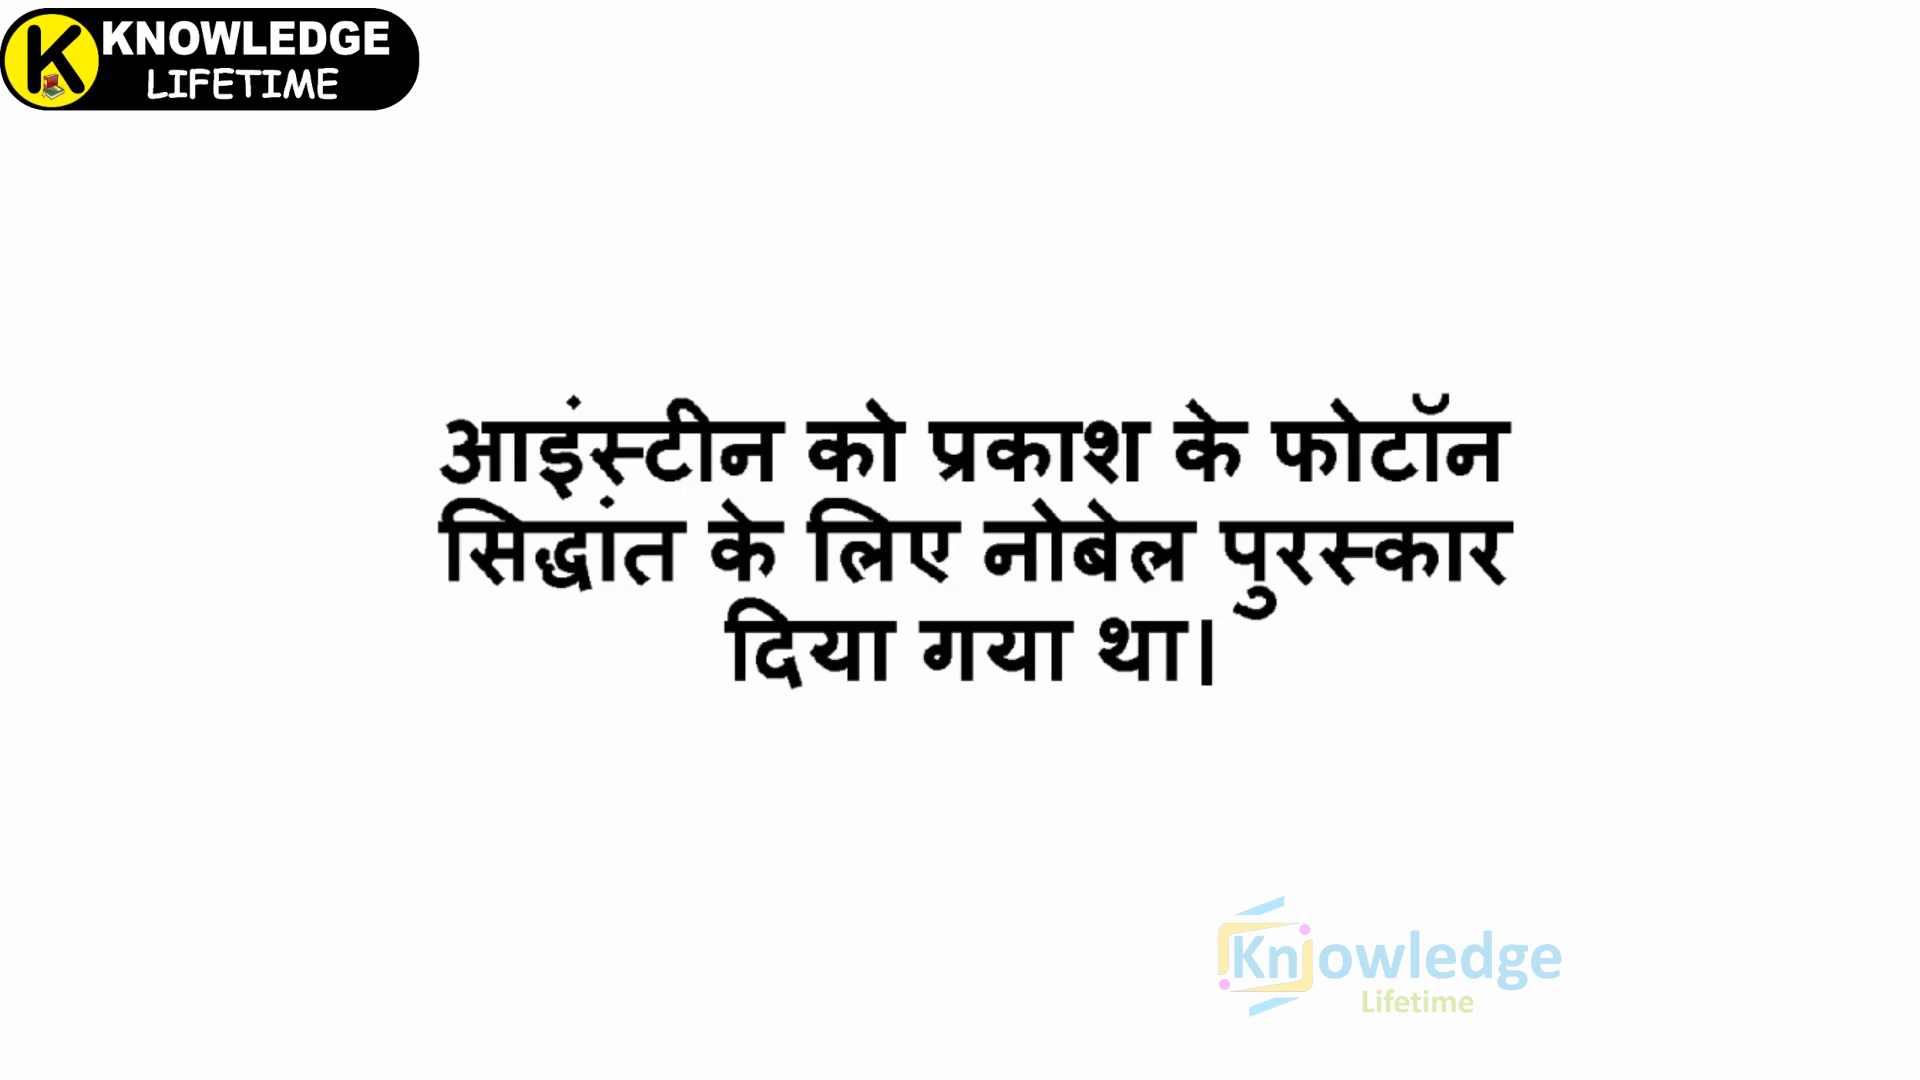 KNOWLEDGE
LIFETIME
आइंस्टीन को प्रकाश के फोटॉन
सिद्धांत के लिए नोबेल पुरस्कार
दिया गया था।
Knowledge
Lifetime